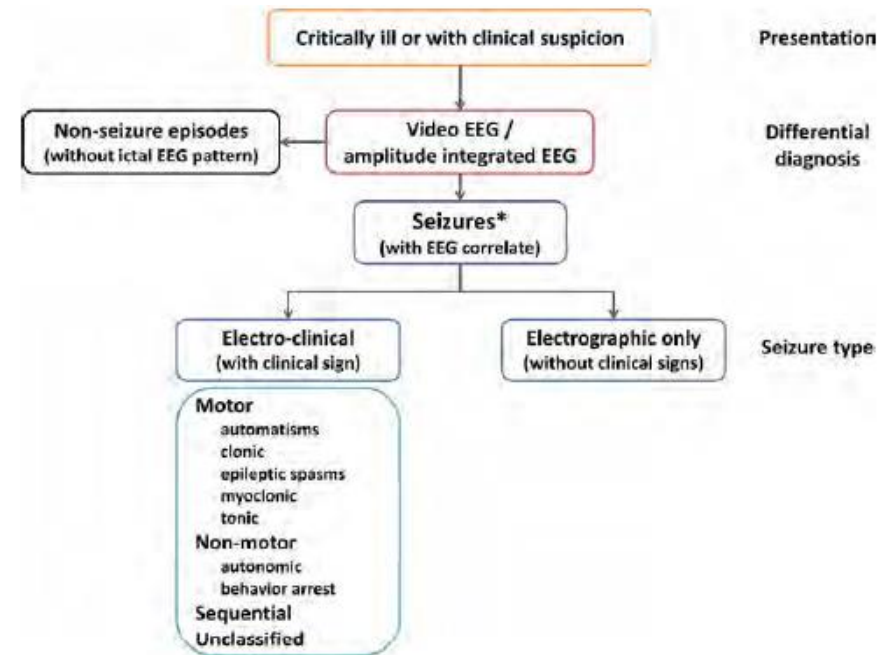 Critically ill or with clinical suspicion
Presentation
Non-seizure episodes
(without ictal EEG pattern)
Video EEG /
amplitude integrated EEG
Differential
diagnosis
Seizures*
(with EEG correlate)
Electro-clinical
(with clinical sign)
Electrographic only
(without clinical signs)
Seizure type
Motor
automatisms
clonic
epileptic spasms
myoclonic
tonic
Non-motor
autonomic
behavior arrest
Sequential
Unclassified